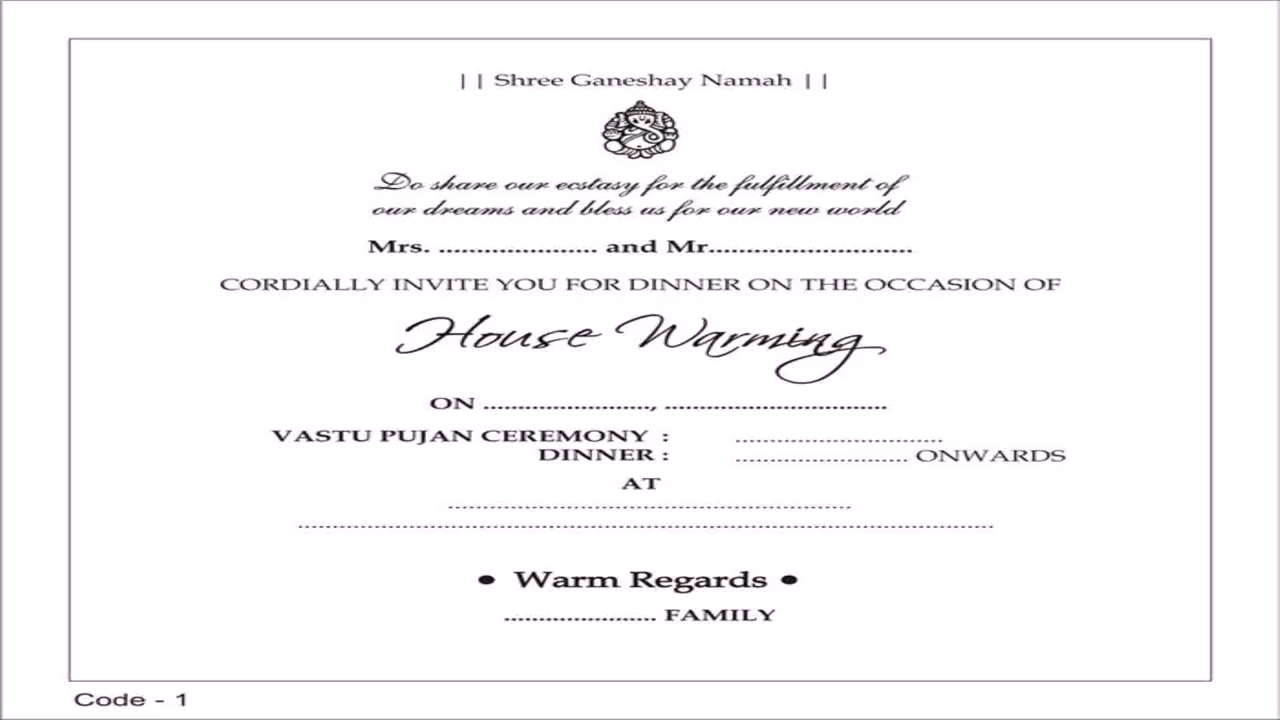 || Shree Ganeshay Namah ||
Do share our ecstasy for the fulfillment of
our dreams and bless us for our new world
Mrs. ..................... and Mr...........................
CORDIALLY INVITE YOU FOR DINNER ON THE OCCASION OF
House Warming
ON ......................, .............................
VASTU PUJAN CEREMONY : ............................
DINNER : ....................... ONWARDS
AT
......................................................
..............................................................................................
• Warm Regards •
.................... FAMILY
Code - 1